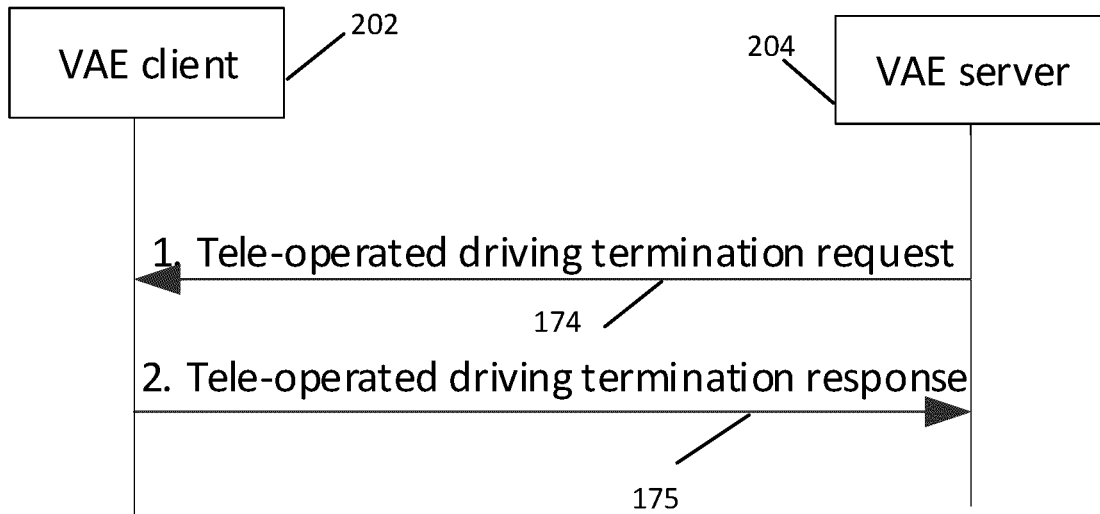 VAE client
202
204
VAE server
1. Tele-operated driving termination request
174
2. Tele-operated driving termination response
175